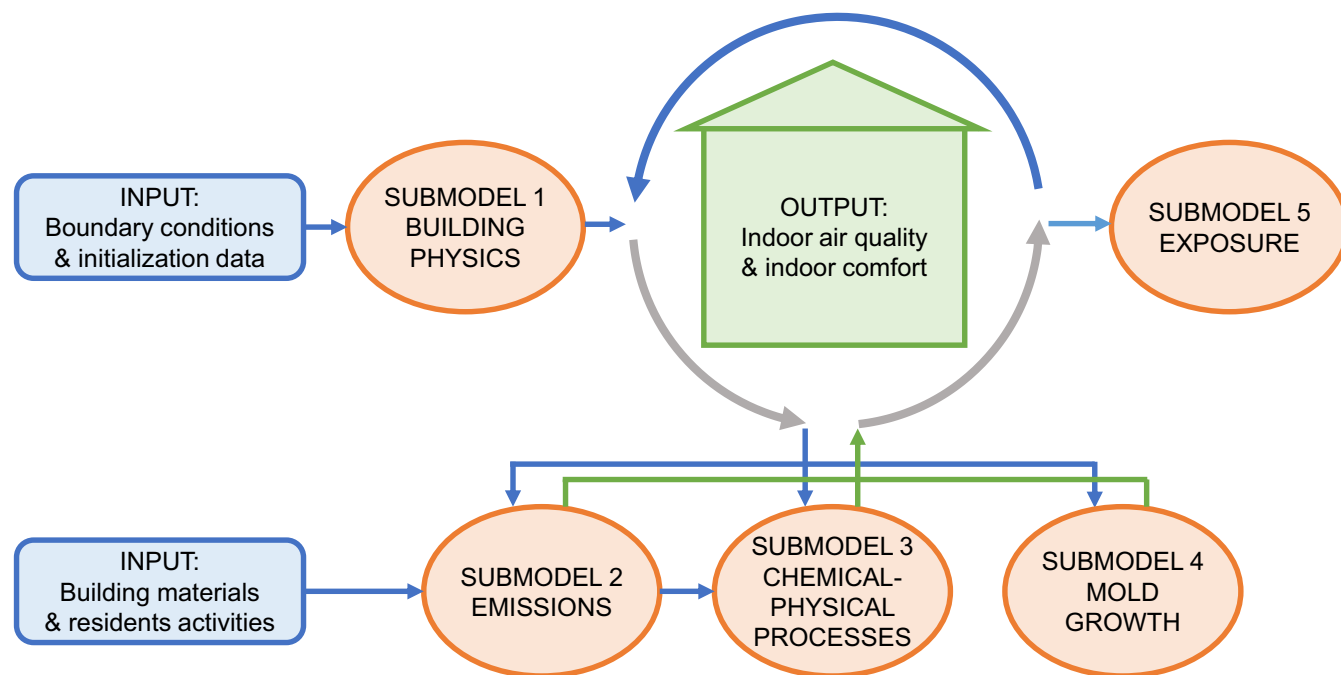 INPUT:
Boundary conditions
& initialization data
SUBMODEL 1
BUILDING
PHYSICS
OUTPUT:
Indoor air quality
& indoor comfort
SUBMODEL 5
EXPOSURE
INPUT:
Building materials
& residents activities
SUBMODEL 2
EMISSIONS
SUBMODEL 3
CHEMICAL-
PHYSICAL
PROCESSES
SUBMODEL 4
MOLD
GROWTH